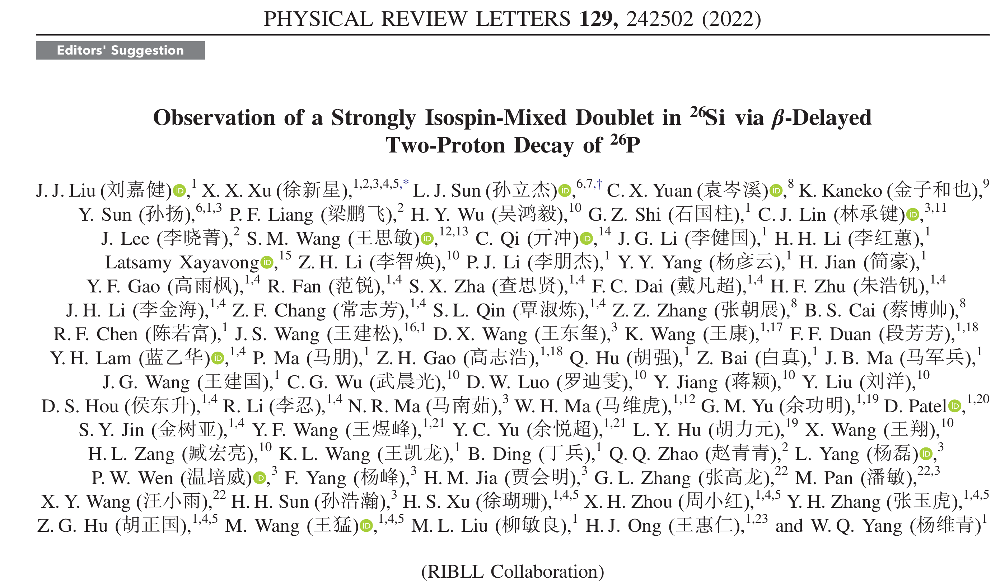 PHYSICAL REVIEW LETTERS 129, 242502 (2022)
Editors' Suggestion
Observation of a Strongly Isospin-Mixed Doublet in ²⁶Si via β-Delayed
Two-Proton Decay of ²⁶P
J. J. Liu (刘嘉健)iD,¹ X. X. Xu (徐新星),¹,²,³,⁴,⁵,* L. J. Sun (孙立杰)iD,⁶,⁷,† C. X. Yuan (袁岑溪)iD,⁸ K. Kaneko (金子和也),⁹
Y. Sun (孙扬),⁶,¹,³ P. F. Liang (梁鹏飞),² H. Y. Wu (吴鸿毅),¹⁰ G. Z. Shi (石国柱),¹ C. J. Lin (林承键)iD,³,¹¹
J. Lee (李晓菁),² S. M. Wang (王思敏)iD,¹²,¹³ C. Qi (亓冲)iD,¹⁴ J. G. Li (李健国),¹ H. H. Li (李红蕙),¹
Latsamy XayavongiD,¹⁵ Z. H. Li (李智焕),¹⁰ P. J. Li (李朋杰),¹ Y. Y. Yang (杨彦云),¹ H. Jian (简豪),¹
Y. F. Gao (高雨枫),¹,⁴ R. Fan (范锐),¹,⁴ S. X. Zha (查思贤),¹,⁴ F. C. Dai (戴凡超),¹,⁴ H. F. Zhu (朱浩钒),¹,⁴
J. H. Li (李金海),¹,⁴ Z. F. Chang (常志芳),¹,⁴ S. L. Qin (覃淑炼),¹,⁴ Z. Z. Zhang (张朝展),⁸ B. S. Cai (蔡博帅),⁸
R. F. Chen (陈若富),¹ J. S. Wang (王建松),¹⁶,¹ D. X. Wang (王东玺),³ K. Wang (王康),¹,¹⁷ F. F. Duan (段芳芳),¹,¹⁸
Y. H. Lam (蓝乙华)iD,¹,⁴ P. Ma (马朋),¹ Z. H. Gao (高志浩),¹,¹⁸ Q. Hu (胡强),¹ Z. Bai (白真),¹ J. B. Ma (马军兵),¹
J. G. Wang (王建国),¹ C. G. Wu (武晨光),¹⁰ D. W. Luo (罗迪雯),¹⁰ Y. Jiang (蒋颖),¹⁰ Y. Liu (刘洋),¹⁰
D. S. Hou (侯东升),¹,⁴ R. Li (李忍),¹,⁴ N. R. Ma (马南茹),³ W. H. Ma (马维虎),¹,¹² G. M. Yu (余功明),¹,¹⁹ D. PateliD,¹,²⁰
S. Y. Jin (金树亚),¹,⁴ Y. F. Wang (王煜峰),¹,²¹ Y. C. Yu (余悦超),¹,²¹ L. Y. Hu (胡力元),¹⁹ X. Wang (王翔),¹⁰
H. L. Zang (臧宏亮),¹⁰ K. L. Wang (王凯龙),¹ B. Ding (丁兵),¹ Q. Q. Zhao (赵青青),² L. Yang (杨磊)iD,³
P. W. Wen (温培威)iD,³ F. Yang (杨峰),³ H. M. Jia (贾会明),³ G. L. Zhang (张高龙),²² M. Pan (潘敏),²²,³
X. Y. Wang (汪小雨),²² H. H. Sun (孙浩瀚),³ H. S. Xu (徐瑚珊),¹,⁴,⁵ X. H. Zhou (周小红),¹,⁴,⁵ Y. H. Zhang (张玉虎),¹,⁴,⁵
Z. G. Hu (胡正国),¹,⁴,⁵ M. Wang (王猛)iD,¹,⁴,⁵ M. L. Liu (柳敏良),¹ H. J. Ong (王惠仁),¹,²³ and W. Q. Yang (杨维青)¹
(RIBLL Collaboration)